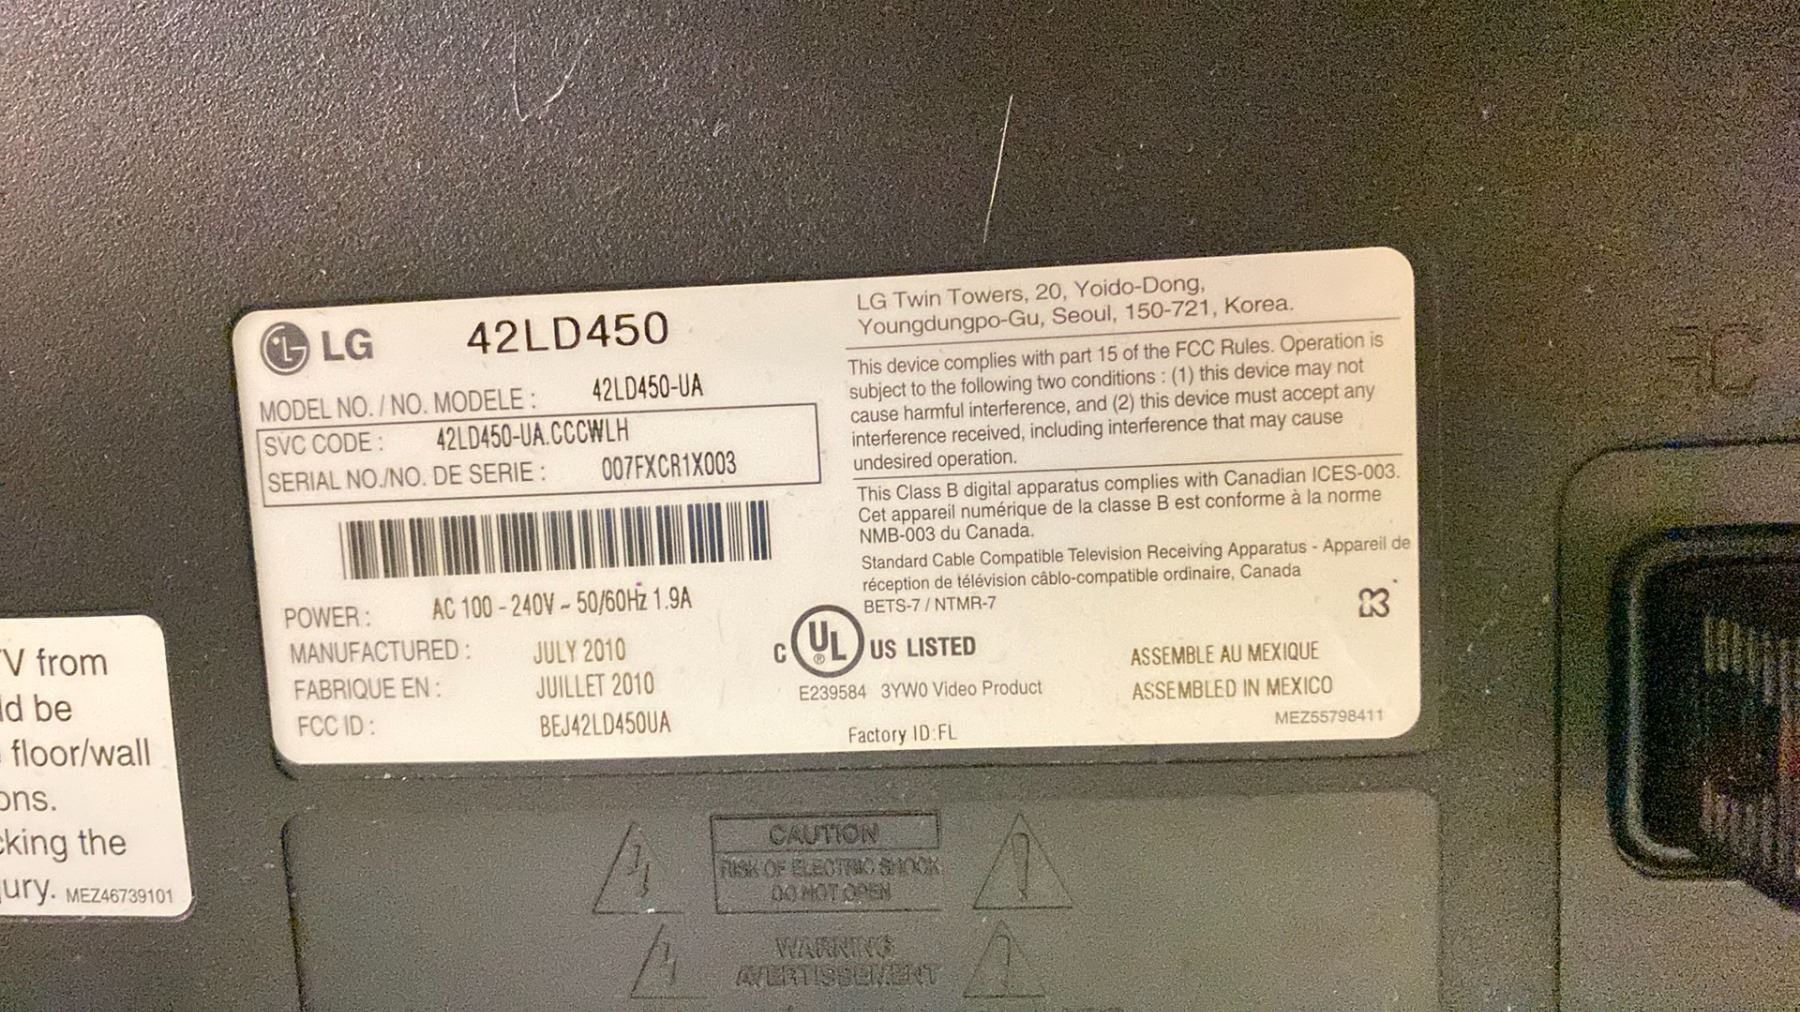 LG 42LD450
MODEL NO. / NO. MODELE : 42LD450-UA
SVC CODE : 42LD450-UA.CCCWLH
SERIAL NO./NO. DE SERIE : 007FXCR1X003
POWER : AC 100 - 240V ~ 50/60Hz 1.9A
MANUFACTURED : JULY 2010
FABRIQUE EN : JUILLET 2010
FCC ID : BEJ42LD450UA
LG Twin Towers, 20, Yoido-Dong,
Youngdungpo-Gu, Seoul, 150-721, Korea.
This device complies with part 15 of the FCC Rules. Operation is
subject to the following two conditions : (1) this device may not
cause harmful interference, and (2) this device must accept any
interference received, including interference that may cause
undesired operation.
This Class B digital apparatus complies with Canadian ICES-003.
Cet appareil numérique de la classe B est conforme à la norme
NMB-003 du Canada.
Standard Cable Compatible Television Receiving Apparatus - Appareil de
réception de télévision câblo-compatible ordinaire, Canada
BETS-7 / NTMR-7
C UL ® US LISTED
E239584 3YW0 Video Product
Factory ID:FL
ASSEMBLE AU MEXIQUE
ASSEMBLED IN MEXICO
MEZ55798411
V from
ld be
floor/wall
ons.
cking the
jury. MEZ46739101
CAUTION
RISK OF ELECTRIC SHOCK
DO NOT OPEN
WARNING
AVERTISSEMENT